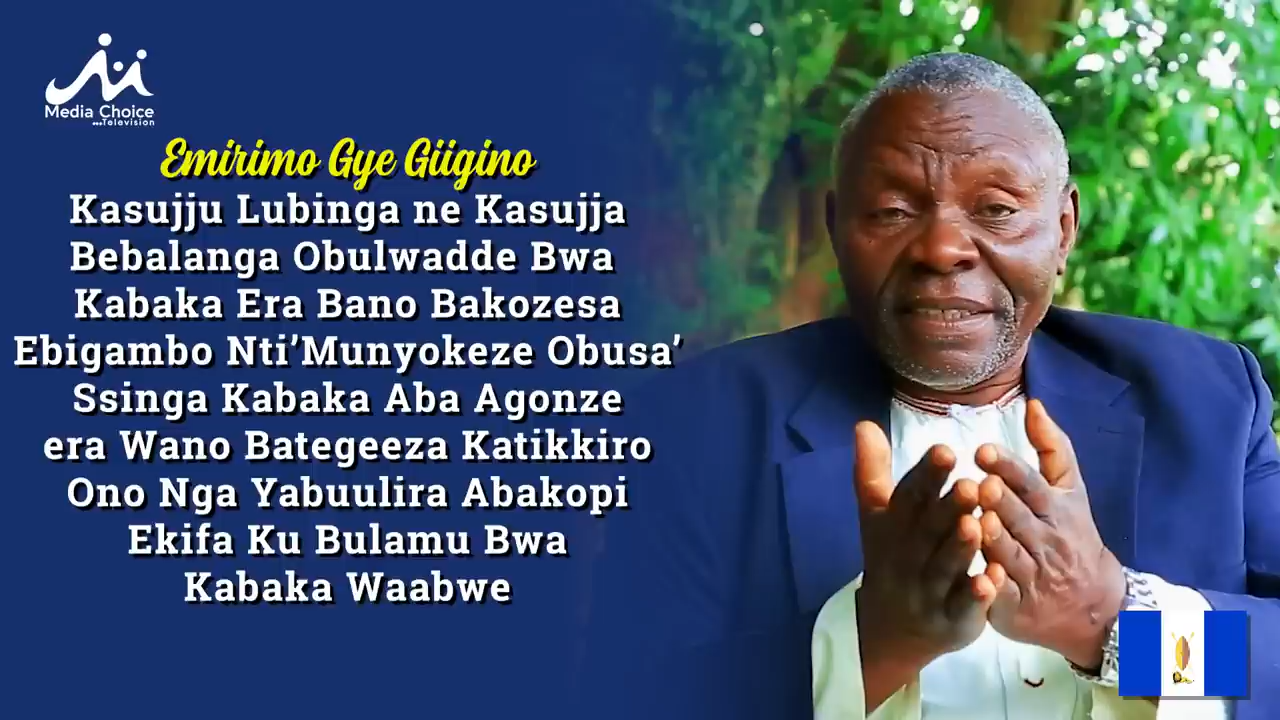 Media Choice
...Television
Emirimo Gye Giigino
Kasujju Lubinga ne Kasujja
Bebalanga Obulwadde Bwa
Kabaka Era Bano Bakozesa
Ebigambo Nti’Munyokeze Obusa’
Ssinga Kabaka Aba Agonze
era Wano Bategeeza Katikkiro
Ono Nga Yabuulira Abakopi
Ekifa Ku Bulamu Bwa
Kabaka Waabwe